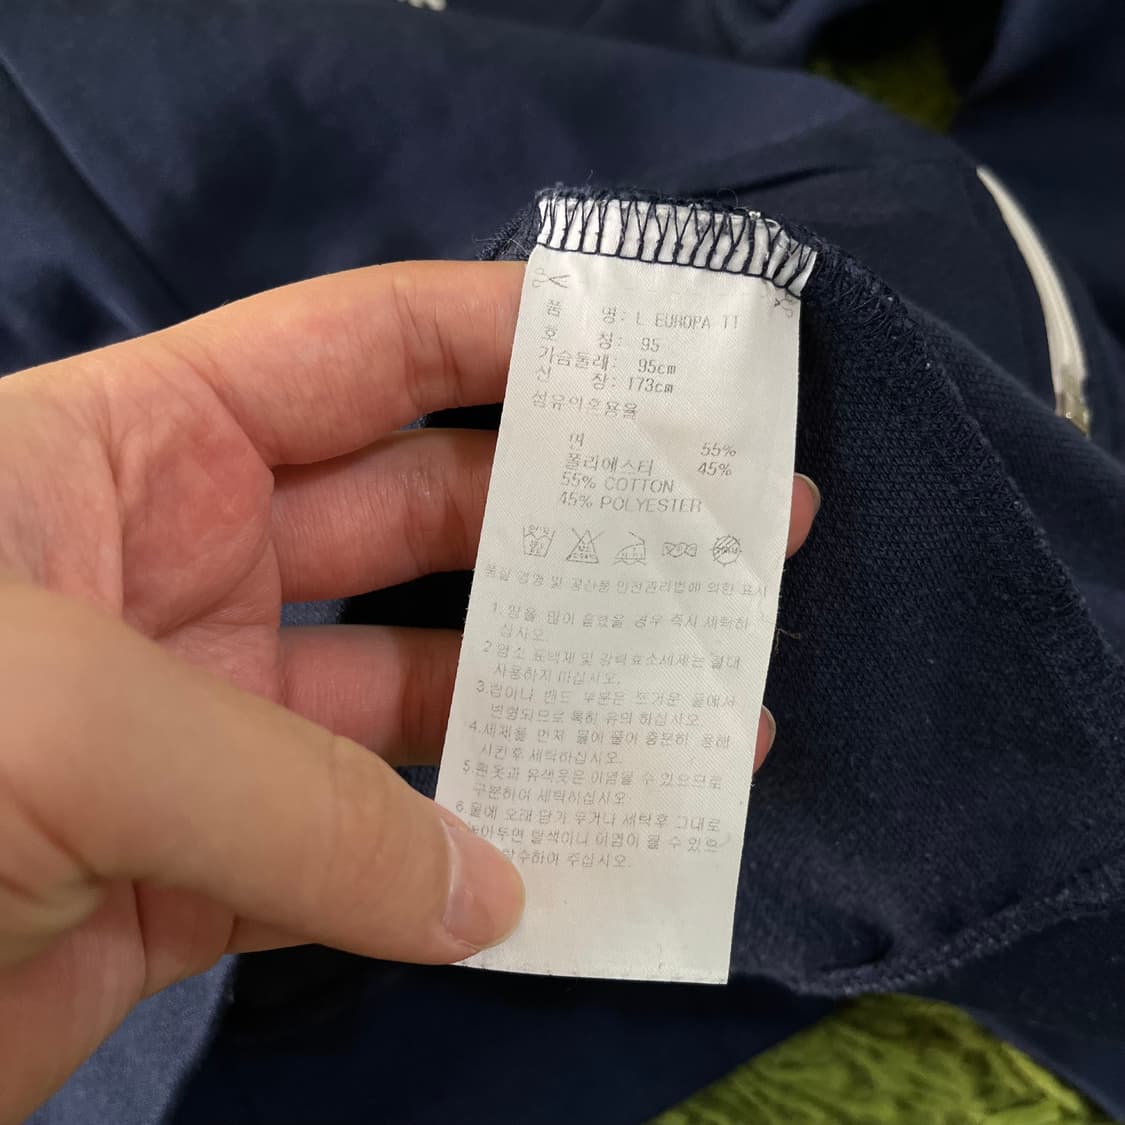 품 명: L EUROPA TT
호 칭: 95
가슴둘레: 95cm
신 장: 173cm
섬유의혼용율
면 55%
폴리에스터 45%
55% COTTON
45% POLYESTER
품질 경영 및 공산품 안전관리법에 의한 표시
1.땀을 많이 흘렸을 경우 즉시 세탁하
십시오.
2.염소 표백제 및 강력효소세제는 절대
사용하지 마십시오.
3.립이나 밴드 부분은 뜨거운 물에서
변형되므로 특히 유의 하십시오.
4.세제를 먼저 물에 풀어 충분히 용해
시킨후 세탁하십시오.
5.흰옷과 유색옷은 이염될 수 있으므로
구분하여 세탁하십시오.
6.물에 오래 담가 두거나 세탁후 그대로
놓아두면 탈색이나 이염이 될 수 있으
탈수하여 주십시오.